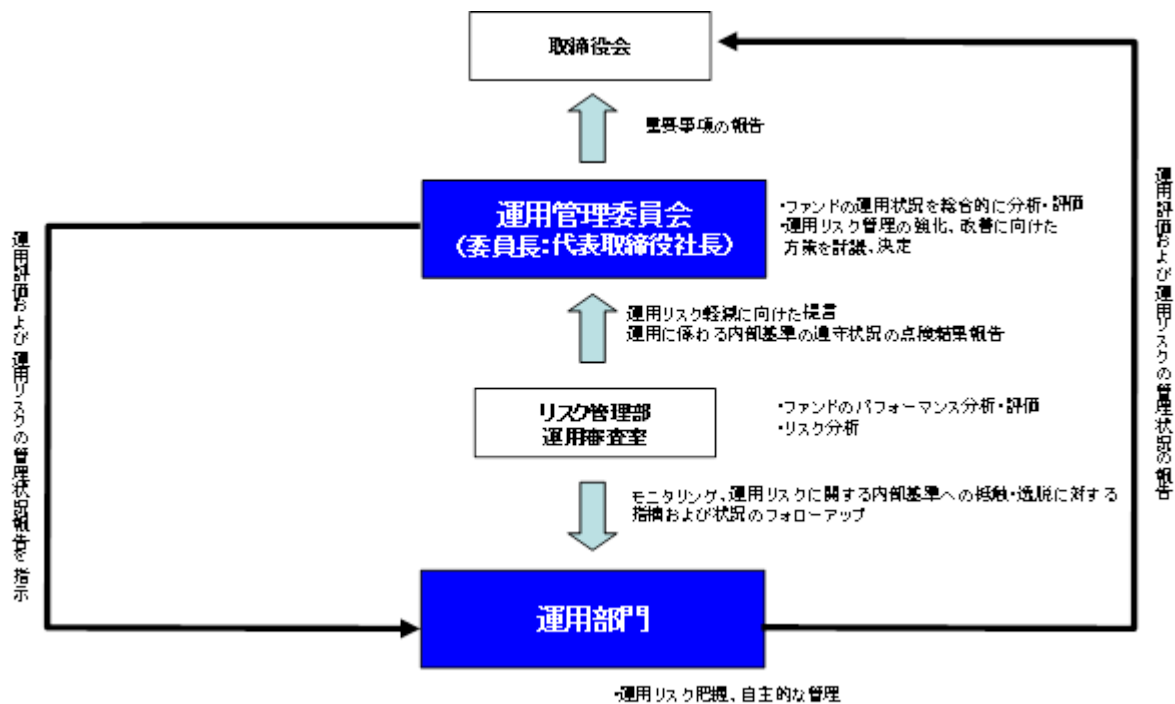 取締役会
重要事項の報告
運用管理委員会
(委員長:代表取締役社長)
・ファンドの運用状況を総合的に分析・評価
・運用リスク管理の強化、改善に向けた
方策を討議、決定
運用リスク軽減に向けた提言
運用に係わる内部基準の遵守状況の点検結果報告
リスク管理部
運用審査室
・ファンドのパフォーマンス分析・評価
・リスク分析
モニタリング、運用リスクに関する内部基準への抵触・逸脱に対する
指摘および状況のフォローアップ
運用部門
・運用リスク把握、自主的な管理
運用評価および運用リスクの管理状況報告を指示
運用評価および運用リスクの管理状況の報告